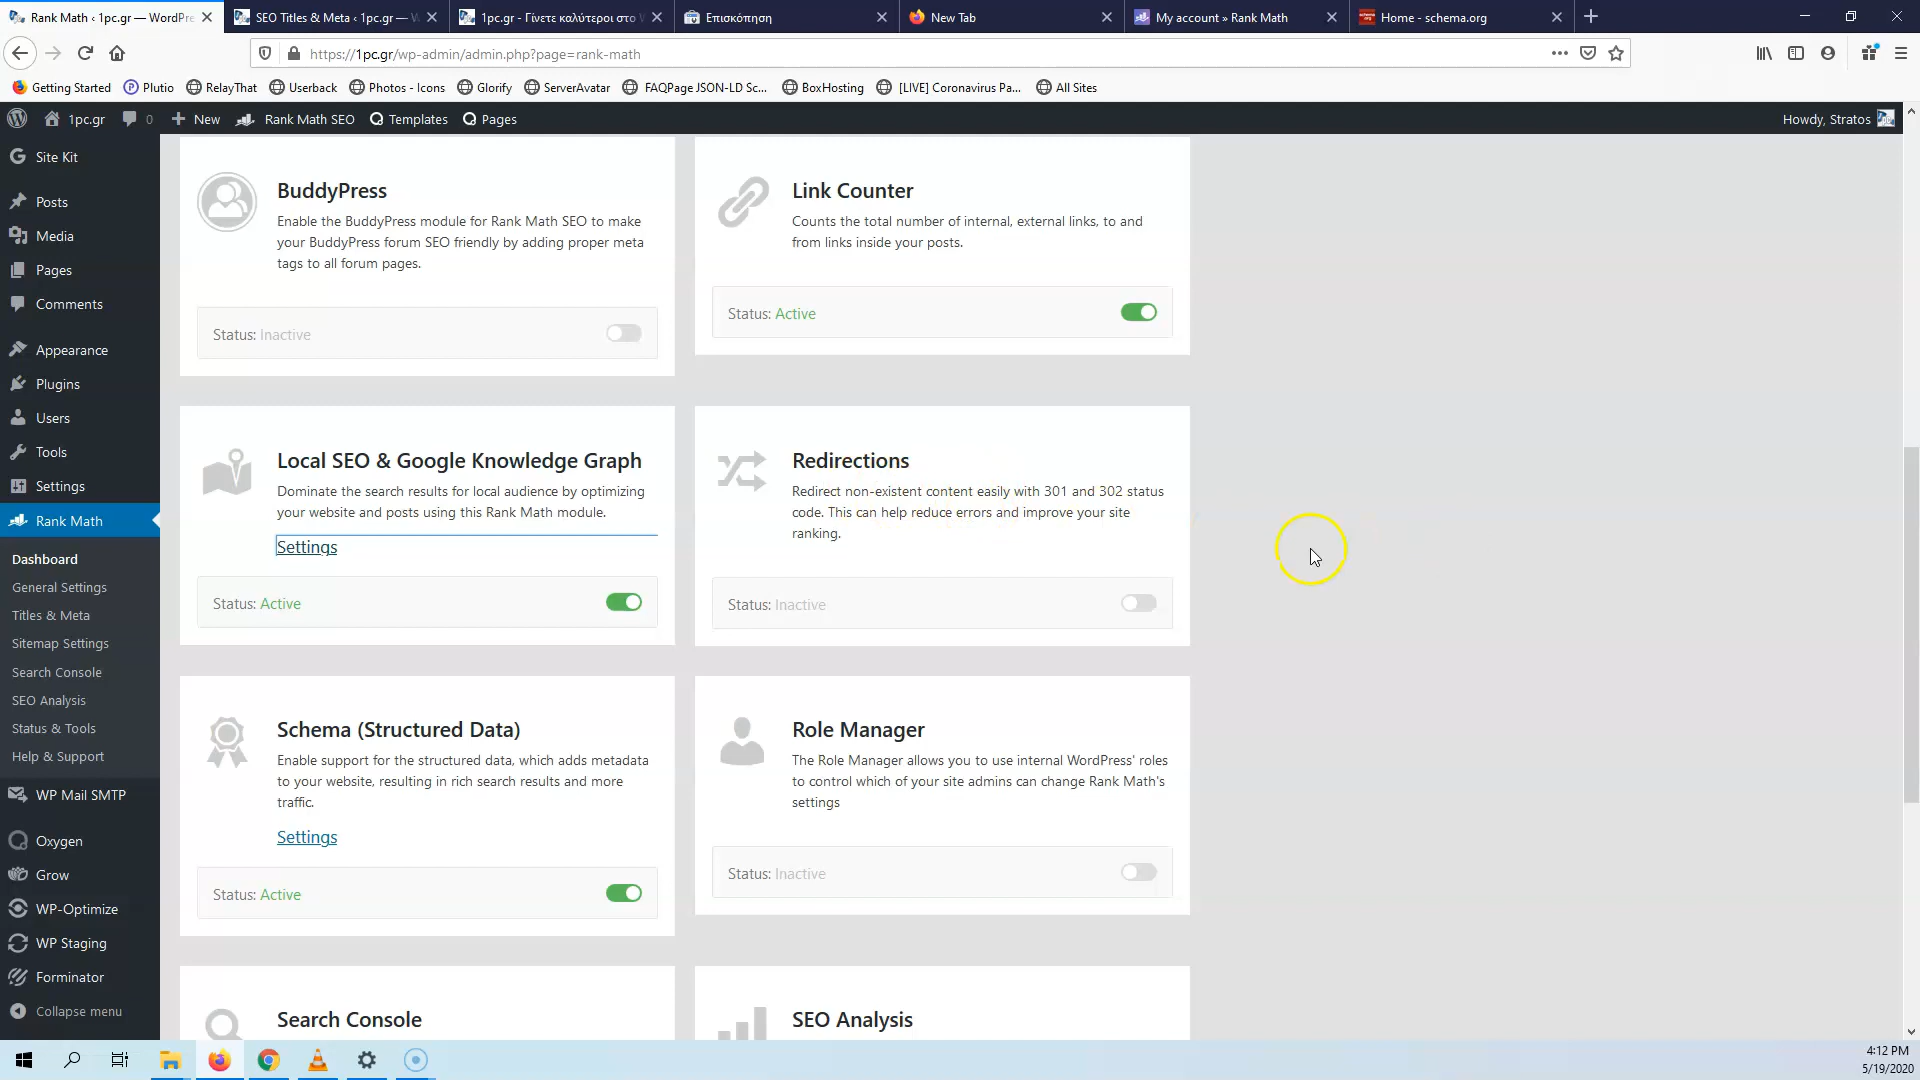 Rank Math ‹ 1pc.gr — WordPre
SEO Titles & Meta ‹ 1pc.gr — W
1pc.gr - Γίνετε καλύτεροι στο W
Επισκόπηση
New Tab
My account » Rank Math
Home - schema.org
https://1pc.gr/wp-admin/admin.php?page=rank-math
Getting Started
Plutio
RelayThat
Userback
Photos - Icons
Glorify
ServerAvatar
FAQPage JSON-LD Sc...
BoxHosting
[LIVE] Coronavirus Pa...
All Sites
1pc.gr
0
New
Rank Math SEO
Templates
Pages
Howdy, Stratos
Site Kit
Posts
Media
Pages
Comments
Appearance
Plugins
Users
Tools
Settings
Rank Math
Dashboard
General Settings
Titles & Meta
Sitemap Settings
Search Console
SEO Analysis
Status & Tools
Help & Support
WP Mail SMTP
Oxygen
Grow
WP-Optimize
WP Staging
Forminator
Collapse menu
BuddyPress
Enable the BuddyPress module for Rank Math SEO to make
your BuddyPress forum SEO friendly by adding proper meta
tags to all forum pages.
Status: Inactive
Link Counter
Counts the total number of internal, external links, to and
from links inside your posts.
Status: Active
Local SEO & Google Knowledge Graph
Dominate the search results for local audience by optimizing
your website and posts using this Rank Math module.
Settings
Status: Active
Redirections
Redirect non-existent content easily with 301 and 302 status
code. This can help reduce errors and improve your site
ranking.
Status: Inactive
Schema (Structured Data)
Enable support for the structured data, which adds metadata
to your website, resulting in rich search results and more
traffic.
Settings
Status: Active
Role Manager
The Role Manager allows you to use internal WordPress' roles
to control which of your site admins can change Rank Math's
settings
Status: Inactive
Search Console
SEO Analysis
4:12 PM
5/19/2020